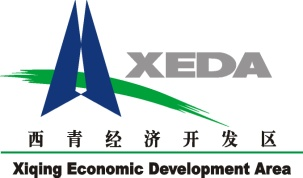 XEDA
西青经济开发区
Xiqing Economic Development Area